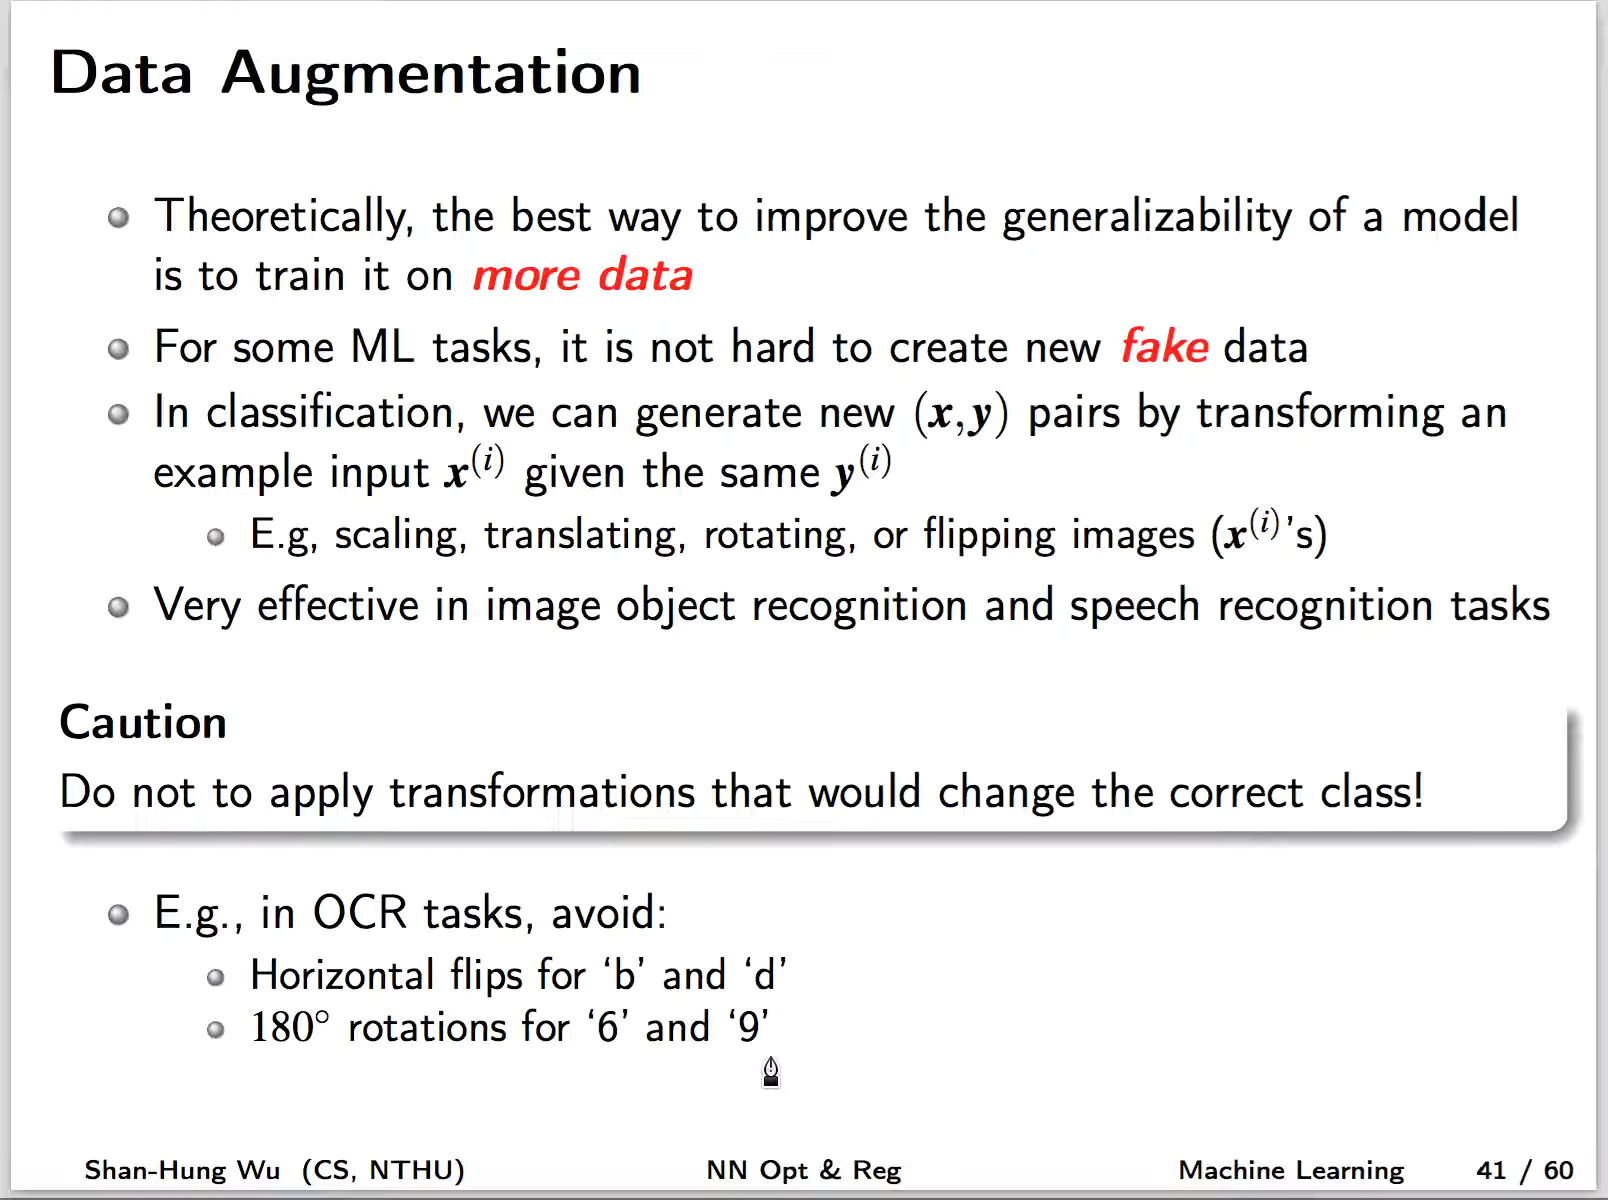 Data Augmentation
Theoretically, the best way to improve the generalizability of a model
is to train it on more data
For some ML tasks, it is not hard to create new fake data
In classification, we can generate new (x,y) pairs by transforming an
example input x^(i) given the same y^(i)
E.g, scaling, translating, rotating, or flipping images (x^(i)'s)
Very effective in image object recognition and speech recognition tasks
Caution
Do not to apply transformations that would change the correct class!
E.g., in OCR tasks, avoid:
Horizontal flips for ‘b’ and ‘d’
180° rotations for ‘6’ and ‘9’
Shan-Hung Wu (CS, NTHU) NN Opt & Reg Machine Learning 41 / 60